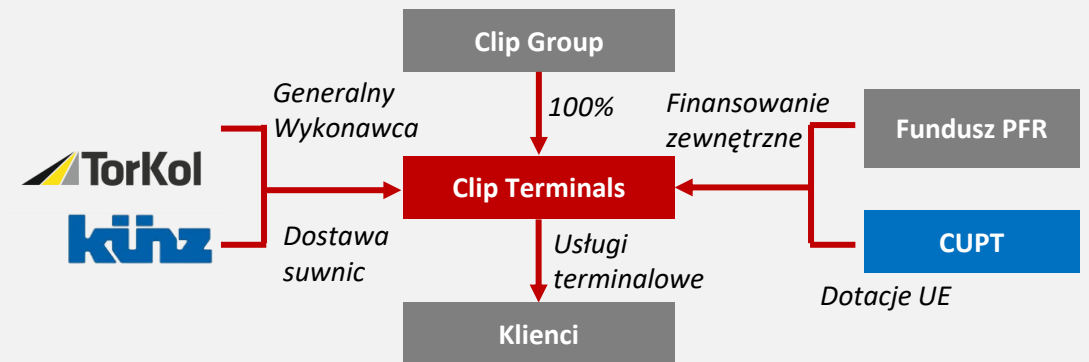 Clip Group
Generalny
Wykonawca
100%
Finansowanie
zewnętrzne
Fundusz PFR
TorKol
Clip Terminals
künz
Dostawa
suwnic
Usługi
terminalowe
CUPT
Dotacje UE
Klienci